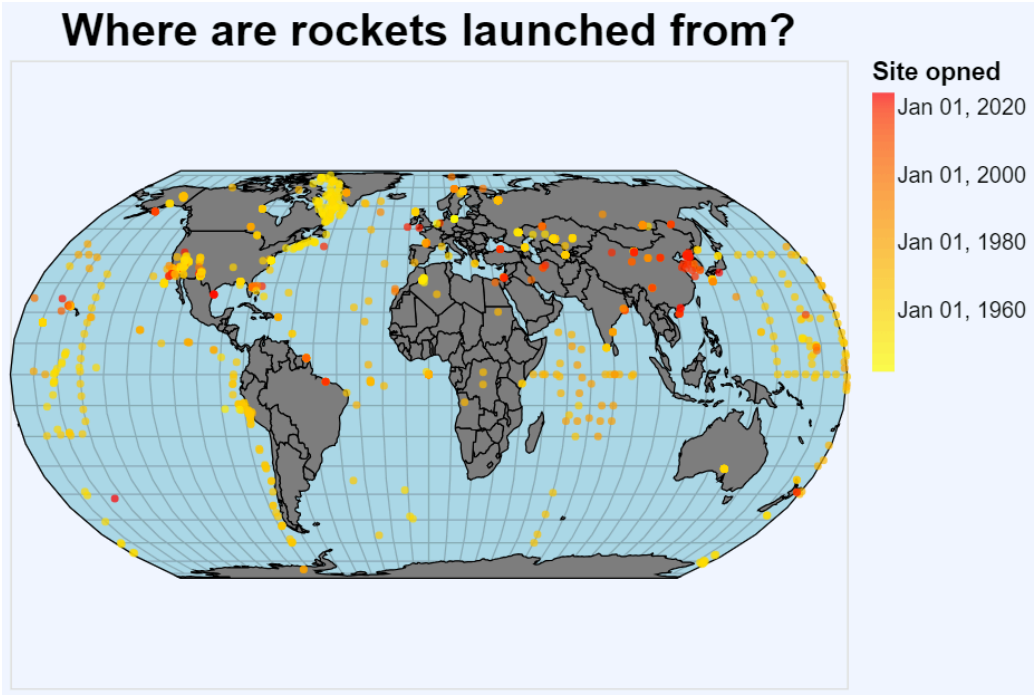 Where are rockets launched from?
Site opned
Jan 01, 2020
Jan 01, 2000
Jan 01, 1980
Jan 01, 1960